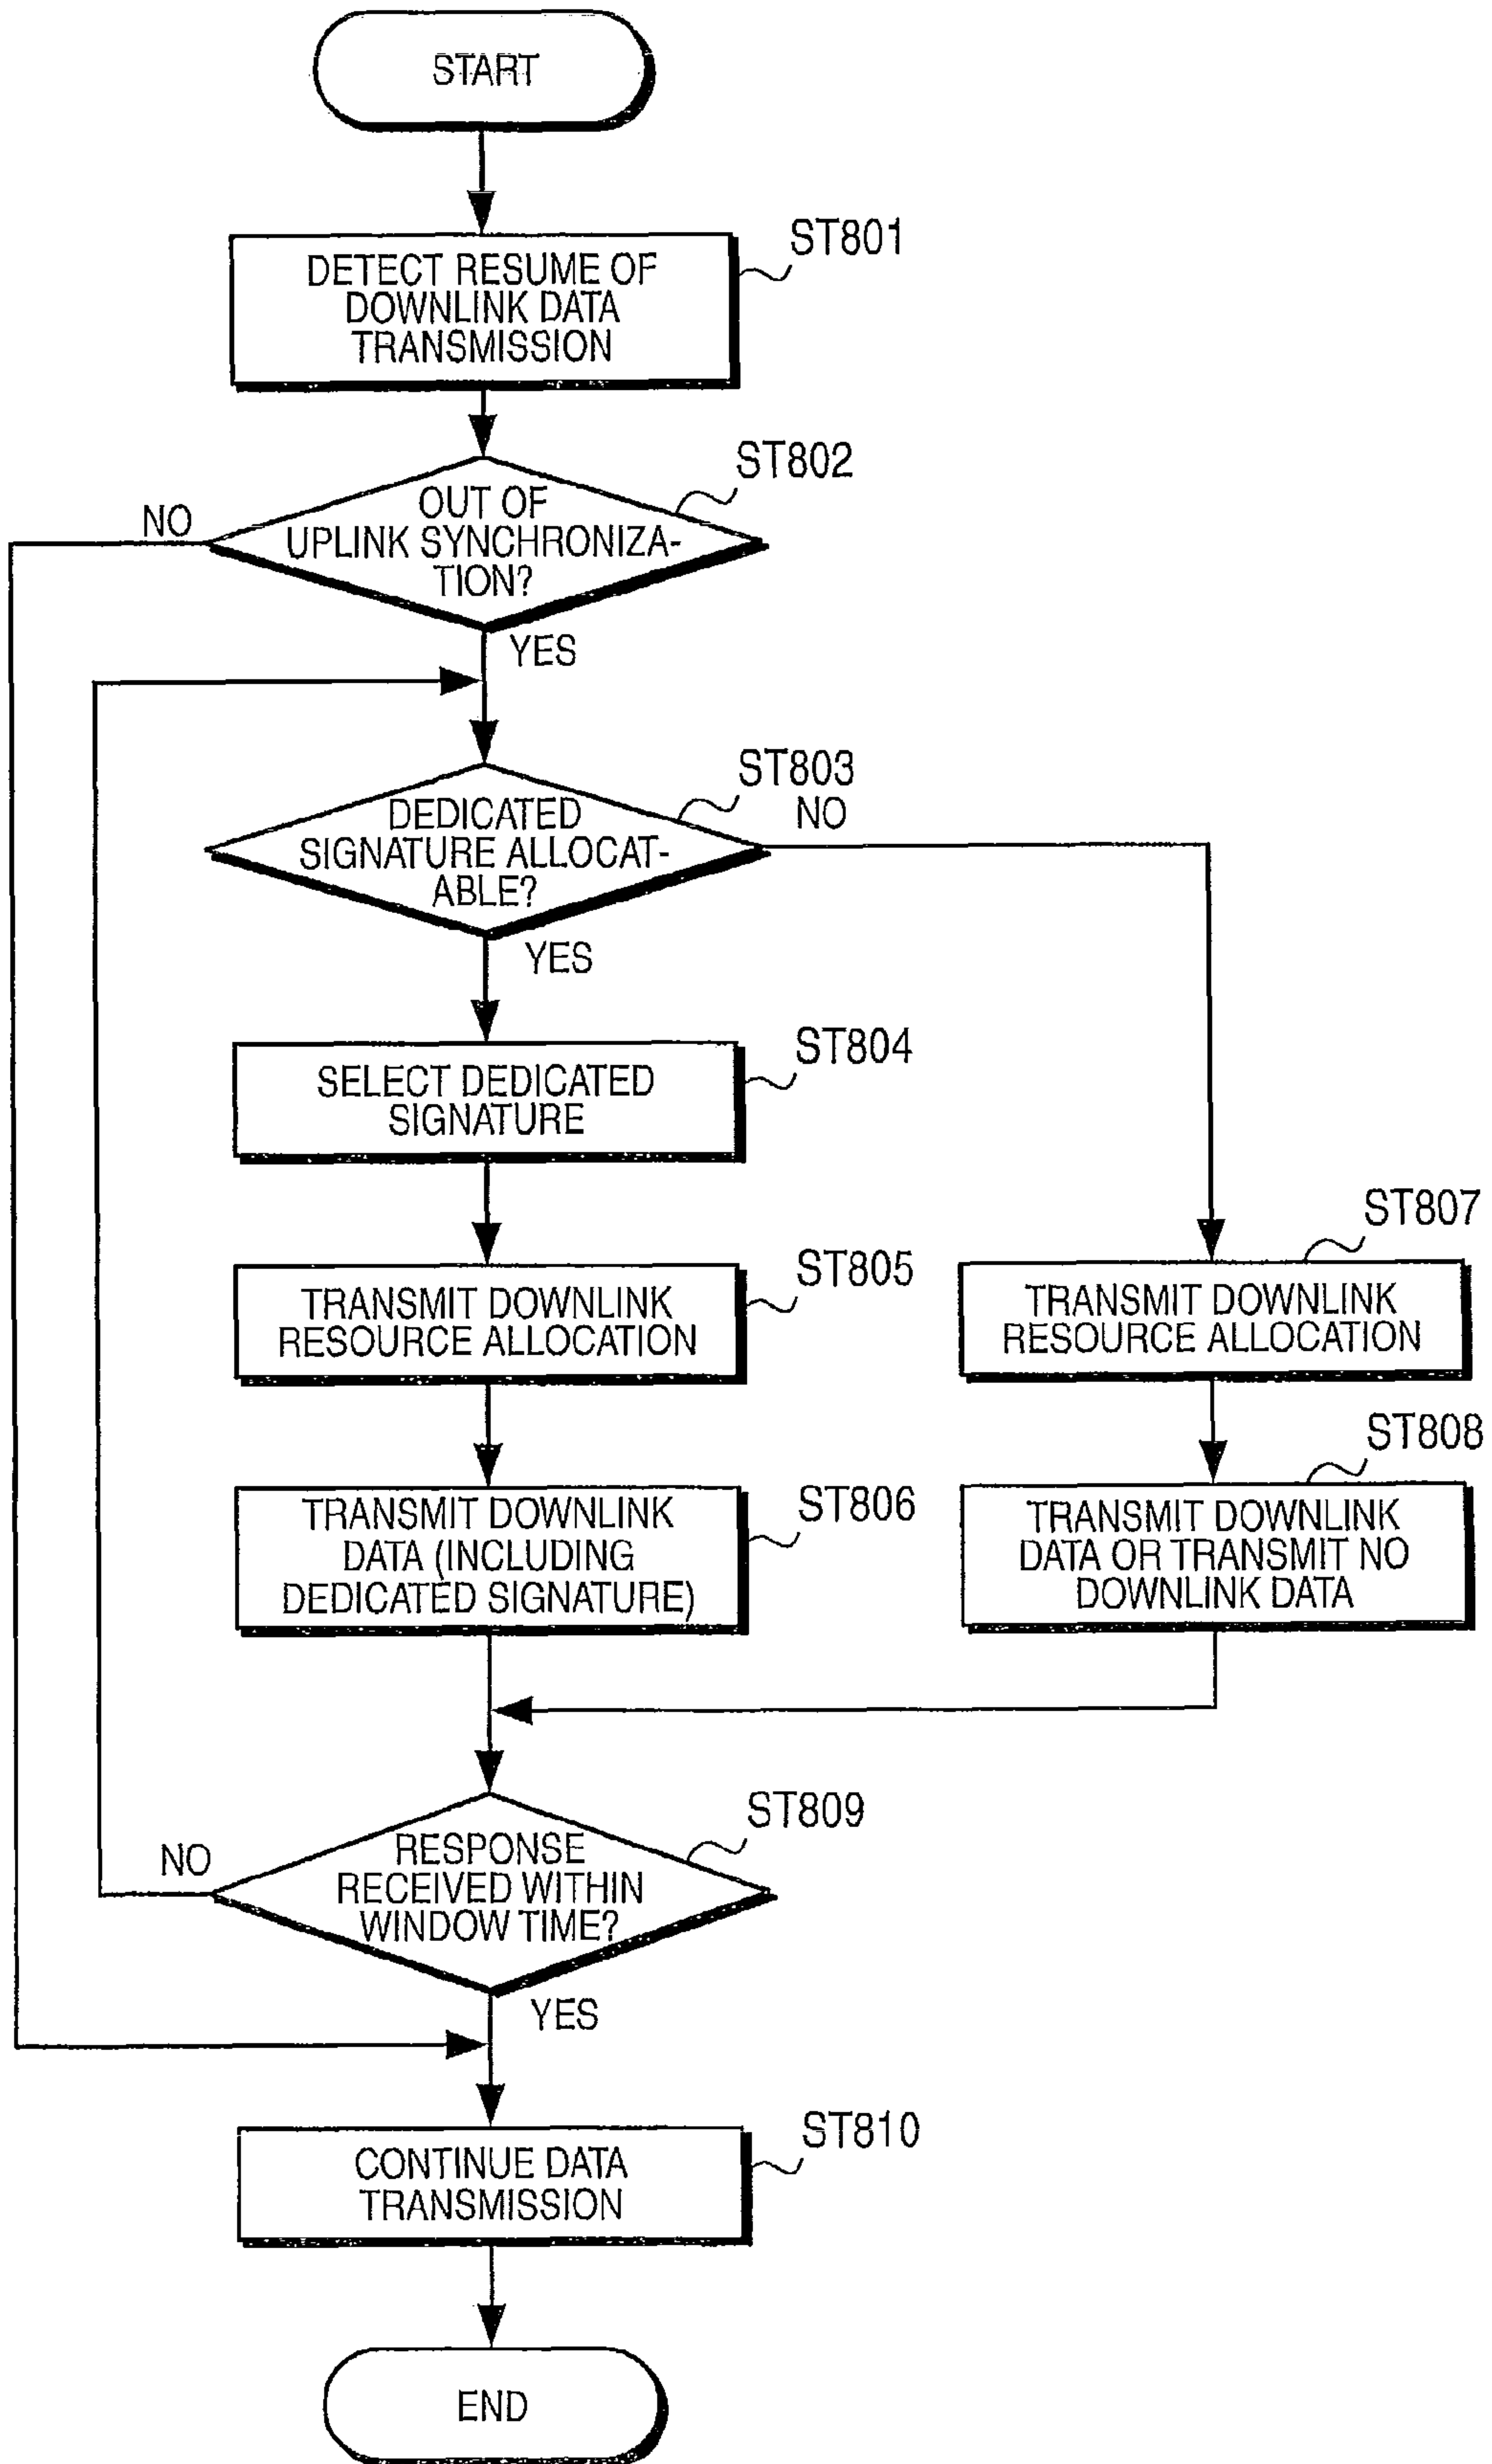 START
ST801
DETECT RESUME OF
DOWNLINK DATA
TRANSMISSION
ST802
NO
OUT OF
UPLINK SYNCHRONIZA-
TION?
YES
ST803
NO
DEDICATED
SIGNATURE ALLOCAT-
ABLE?
YES
ST804
SELECT DEDICATED
SIGNATURE
ST805
TRANSMIT DOWNLINK
RESOURCE ALLOCATION
ST807
TRANSMIT DOWNLINK
RESOURCE ALLOCATION
ST806
TRANSMIT DOWNLINK
DATA (INCLUDING
DEDICATED SIGNATURE)
ST808
TRANSMIT DOWNLINK
DATA OR TRANSMIT NO
DOWNLINK DATA
ST809
NO
RESPONSE
RECEIVED WITHIN
WINDOW TIME?
YES
ST810
CONTINUE DATA
TRANSMISSION
END